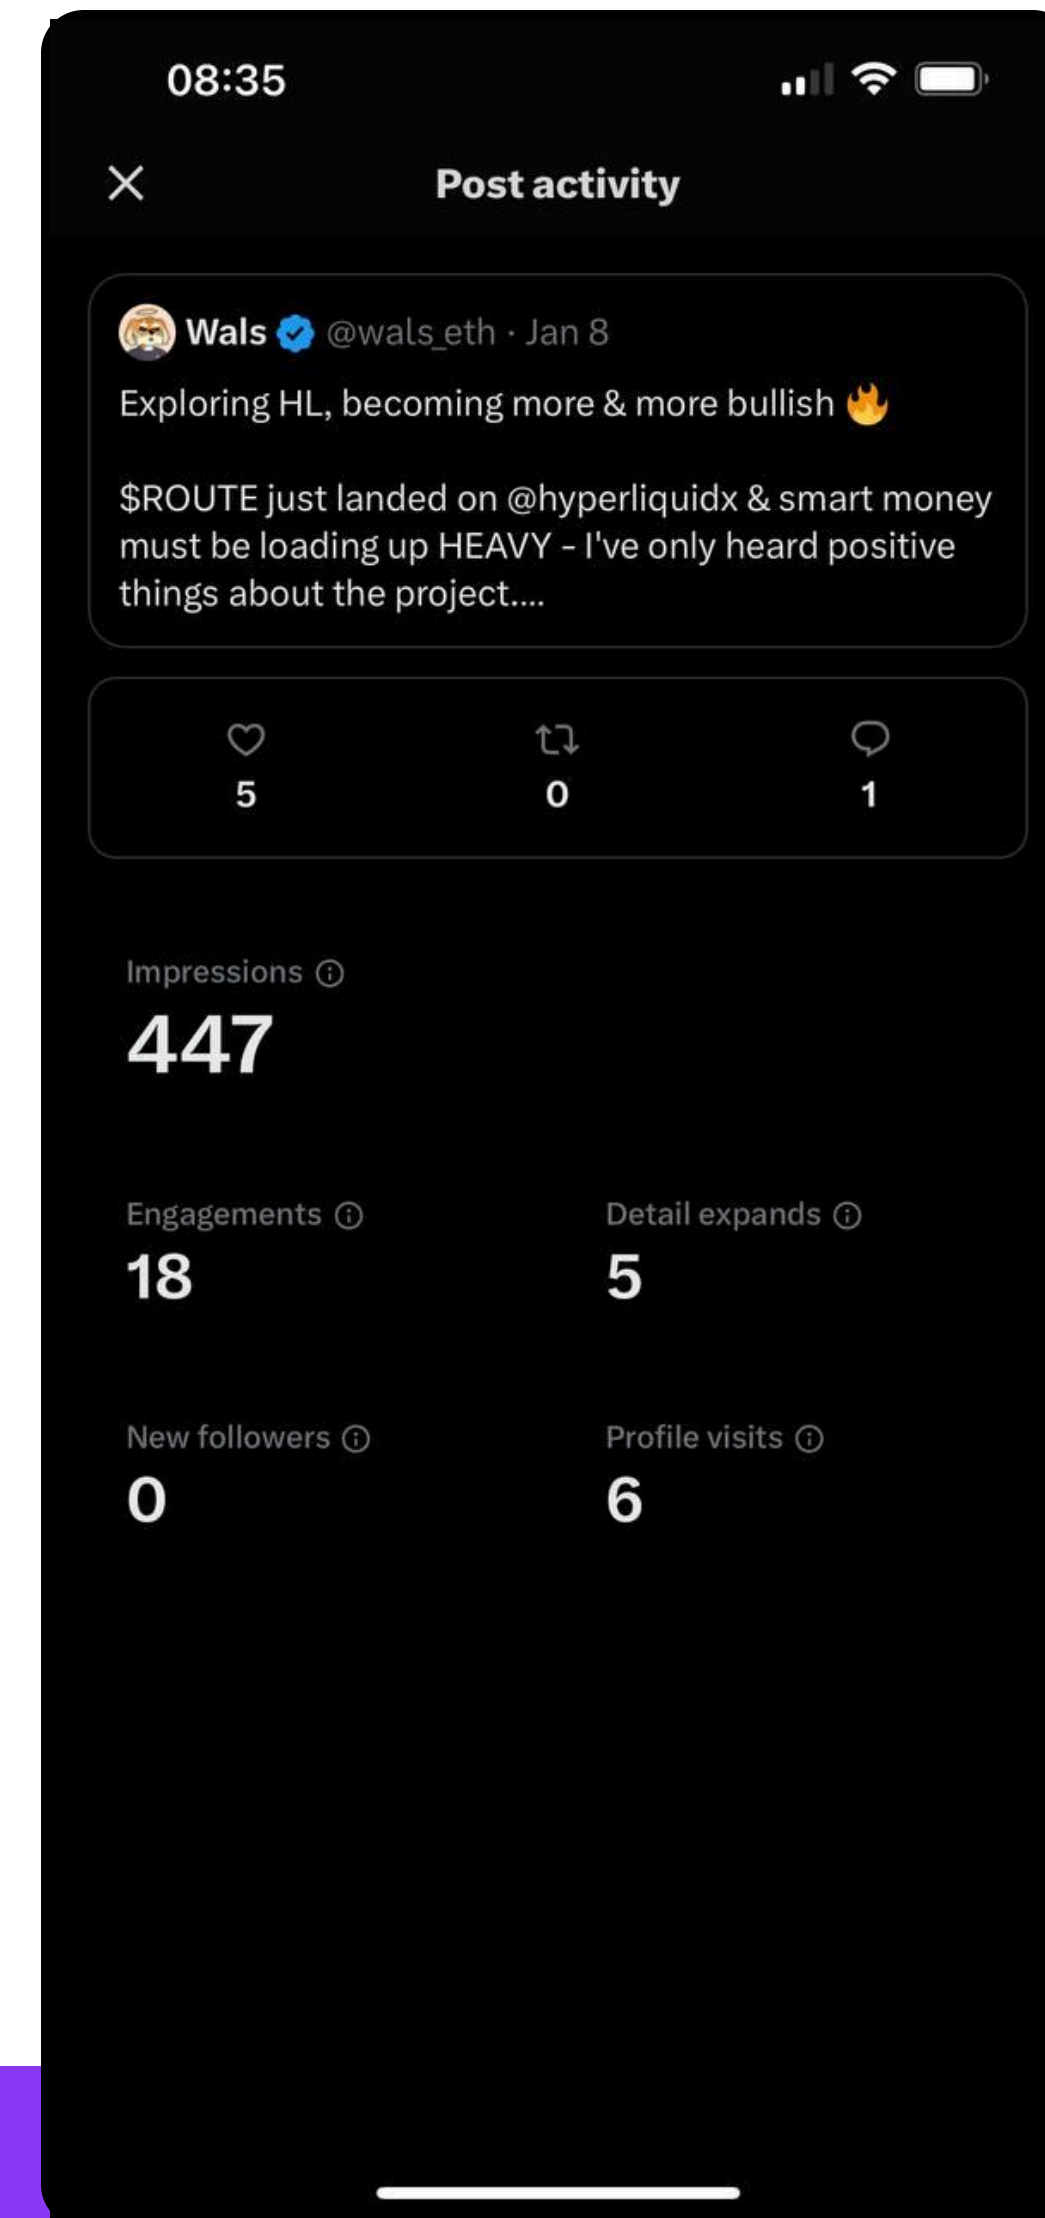 08:35
Post activity
Wals @wals_eth · Jan 8
Exploring HL, becoming more & more bullish 🔥
$ROUTE just landed on @hyperliquidx & smart money
must be loading up HEAVY - I've only heard positive
things about the project....
5 0 1
Impressions
447
Engagements Detail expands
18 5
New followers Profile visits
0 6